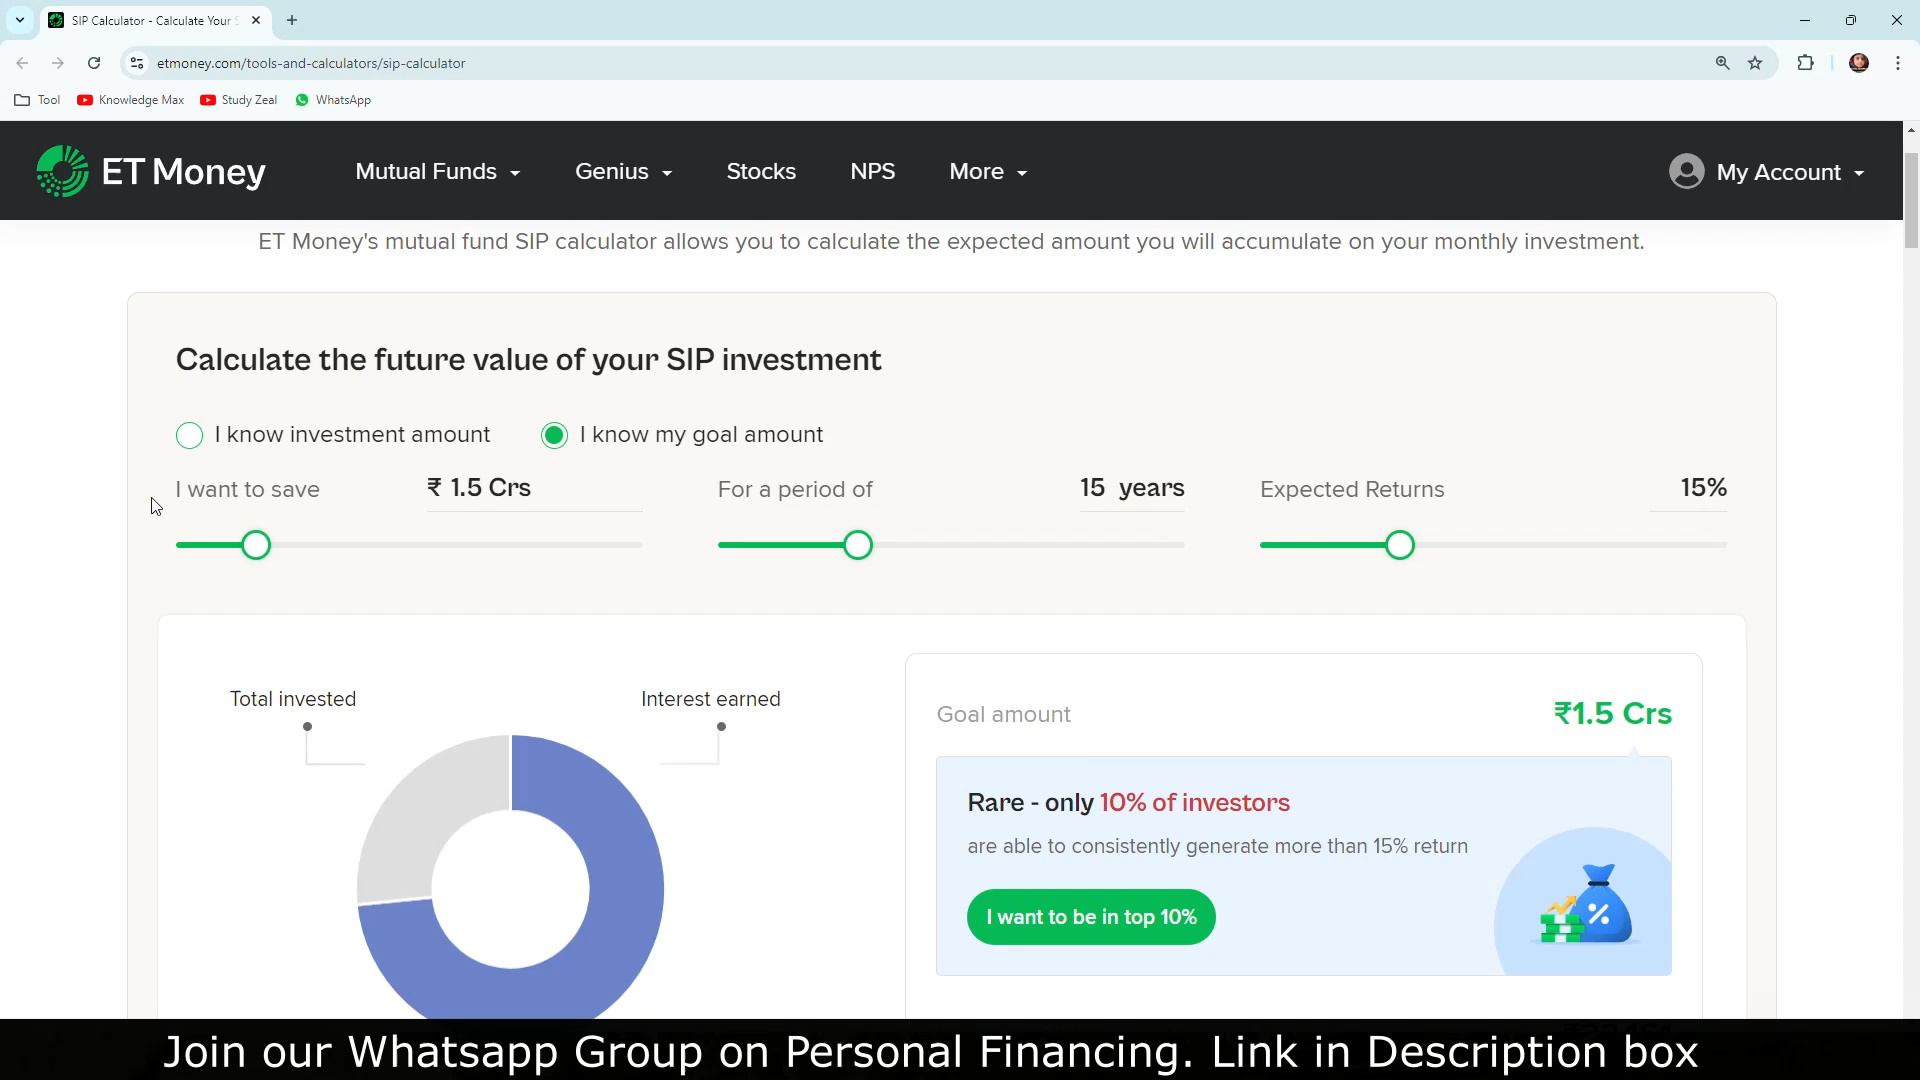 SIP Calculator - Calculate Your S
etmoney.com/tools-and-calculators/sip-calculator
Tool Knowledge Max Study Zeal WhatsApp
ET Money Mutual Funds Genius Stocks NPS More My Account
ET Money's mutual fund SIP calculator allows you to calculate the expected amount you will accumulate on your monthly investment.
Calculate the future value of your SIP investment
I know investment amount I know my goal amount
I want to save ₹ 1.5 Crs For a period of 15 years Expected Returns 15%
Total invested Interest earned
Goal amount ₹1.5 Crs
Rare - only 10% of investors
are able to consistently generate more than 15% return
%
I want to be in top 10%
Join our Whatsapp Group on Personal Financing. Link in Description box